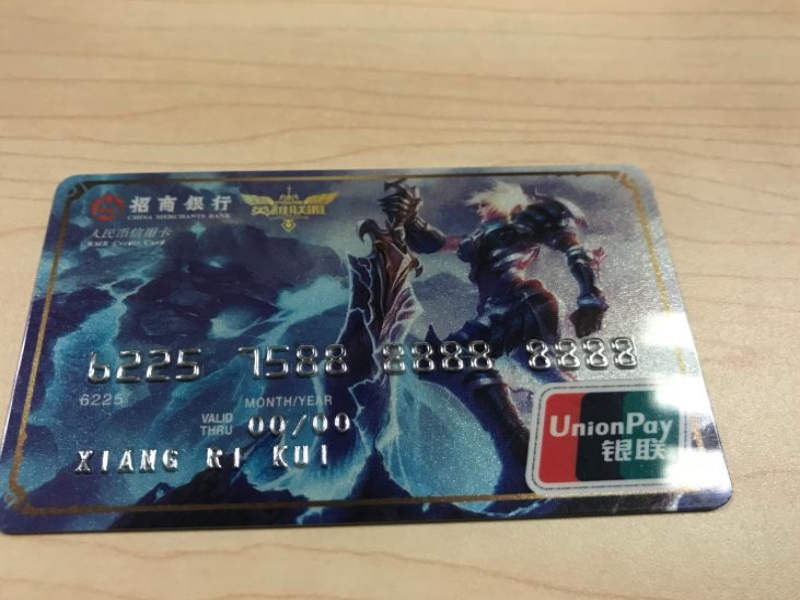 招商银行 英雄联盟
CHINA MERCHANTS BANK
人民币信用卡
RMB Credit Card
6225 7588 8888 8888
6225 MONTH/YEAR
VALID THRU 00/00
XIANG RI KUI
UnionPay
银联